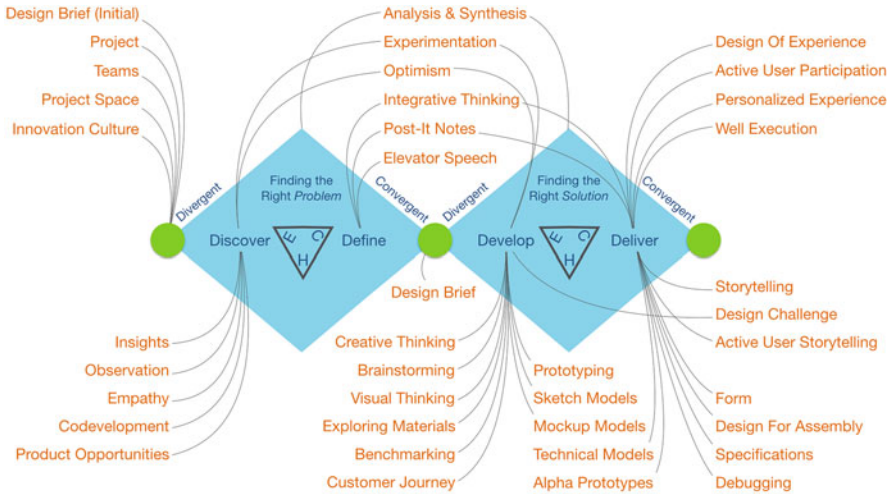 Design Brief (Initial)
Project
Teams
Project Space
Innovation Culture
Analysis & Synthesis
Experimentation
Optimism
Integrative Thinking
Post-It Notes
Elevator Speech
Design Of Experience
Active User Participation
Personalized Experience
Well Execution
Divergent
Finding the
Right Problem
Convergent
Divergent
Finding the
Right Solution
Convergent
Discover
E
C
H
Define
Develop
E
C
H
Deliver
Design Brief
Storytelling
Design Challenge
Active User Storytelling
Insights
Observation
Empathy
Codevelopment
Product Opportunities
Creative Thinking
Brainstorming
Visual Thinking
Exploring Materials
Benchmarking
Customer Journey
Prototyping
Sketch Models
Mockup Models
Technical Models
Alpha Prototypes
Form
Design For Assembly
Specifications
Debugging